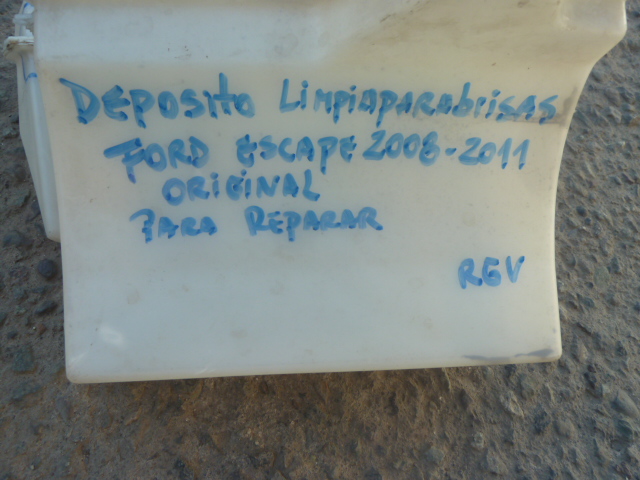 DEPOSITO LIMPIAPARABRISAS
FORD ESCAPE 2008-2011
ORIGINAL
PARA REPARAR
REV